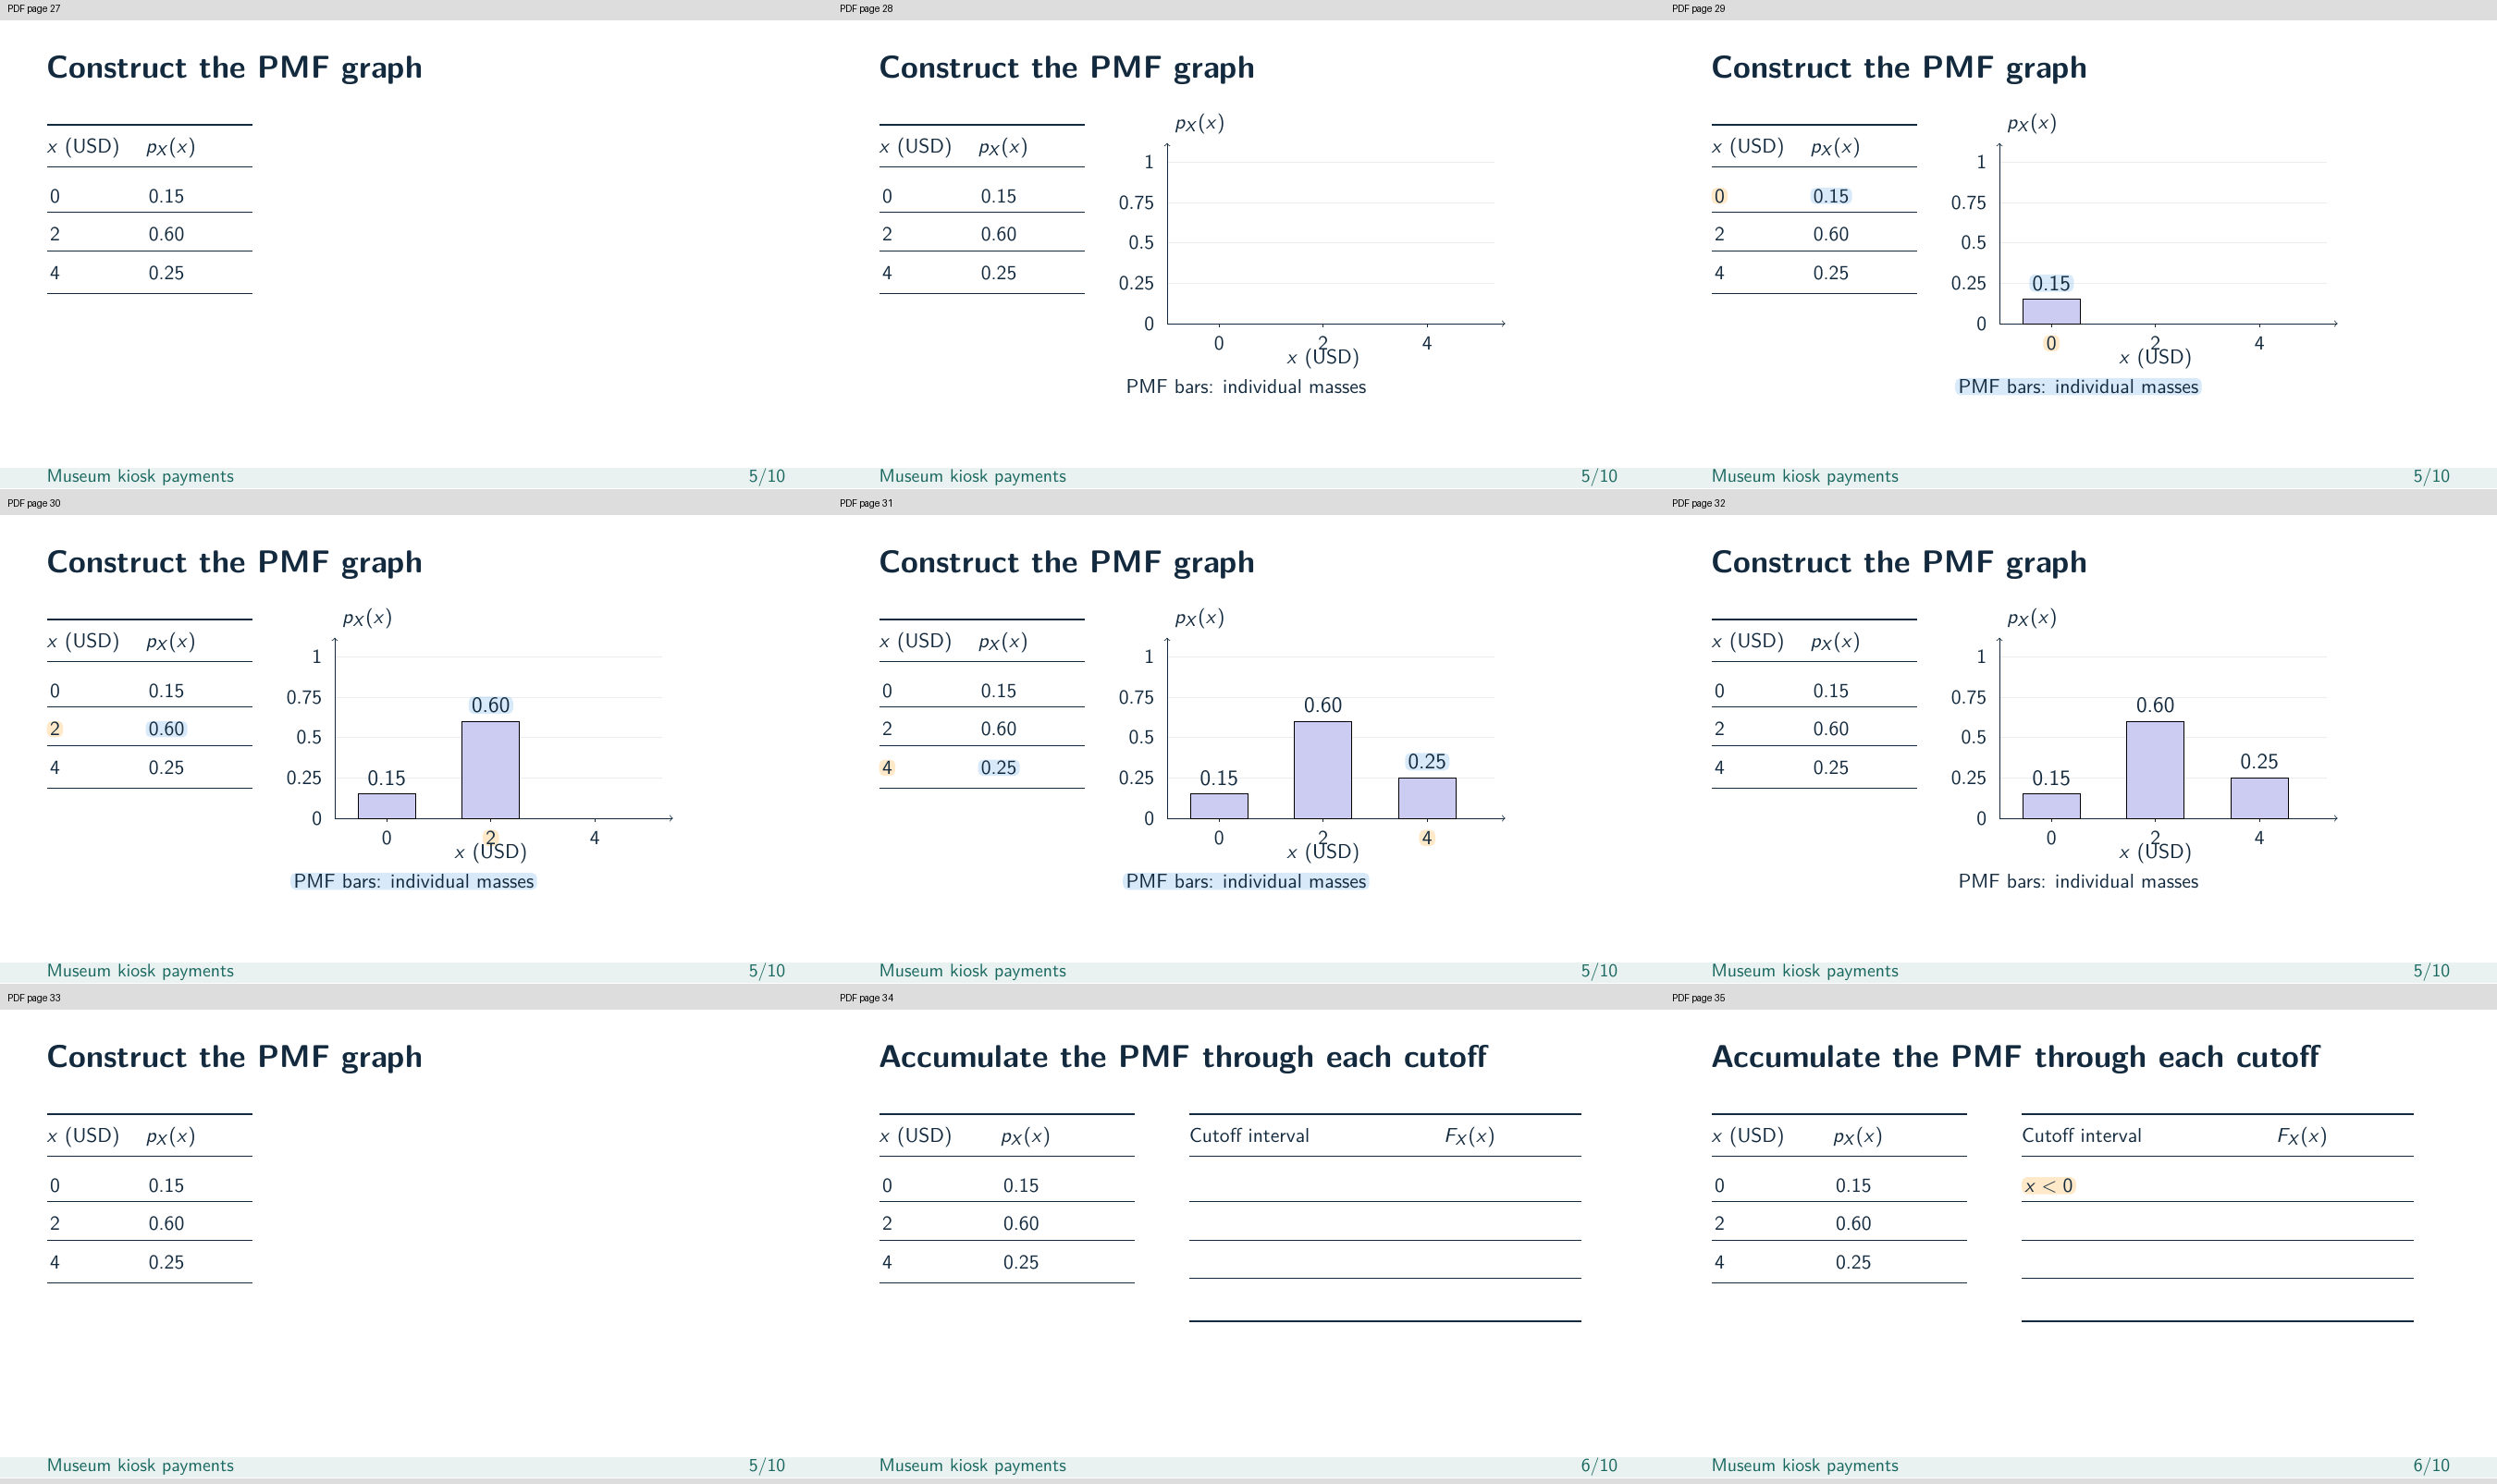 PDF page 27
Construct the PMF graph
x (USD) pX(x)
0 0.15
2 0.60
4 0.25
Museum kiosk payments 5/10
PDF page 28
Construct the PMF graph
x (USD) pX(x)
0 0.15
2 0.60
4 0.25
pX(x)
1
0.75
0.5
0.25
0
0 2 4
x (USD)
PMF bars: individual masses
Museum kiosk payments 5/10
PDF page 29
Construct the PMF graph
x (USD) pX(x)
0 0.15
2 0.60
4 0.25
pX(x)
1
0.75
0.5
0.25
0
0.15
0 2 4
x (USD)
PMF bars: individual masses
Museum kiosk payments 5/10
PDF page 30
Construct the PMF graph
x (USD) pX(x)
0 0.15
2 0.60
4 0.25
pX(x)
1
0.75
0.5
0.25
0
0.15 0.60
0 2 4
x (USD)
PMF bars: individual masses
Museum kiosk payments 5/10
PDF page 31
Construct the PMF graph
x (USD) pX(x)
0 0.15
2 0.60
4 0.25
pX(x)
1
0.75
0.5
0.25
0
0.15 0.60 0.25
0 2 4
x (USD)
PMF bars: individual masses
Museum kiosk payments 5/10
PDF page 32
Construct the PMF graph
x (USD) pX(x)
0 0.15
2 0.60
4 0.25
pX(x)
1
0.75
0.5
0.25
0
0.15 0.60 0.25
0 2 4
x (USD)
PMF bars: individual masses
Museum kiosk payments 5/10
PDF page 33
Construct the PMF graph
x (USD) pX(x)
0 0.15
2 0.60
4 0.25
Museum kiosk payments 5/10
PDF page 34
Accumulate the PMF through each cutoff
x (USD) pX(x)
0 0.15
2 0.60
4 0.25
Cutoff interval FX(x)
Museum kiosk payments 6/10
PDF page 35
Accumulate the PMF through each cutoff
x (USD) pX(x)
0 0.15
2 0.60
4 0.25
Cutoff interval FX(x)
x < 0
Museum kiosk payments 6/10